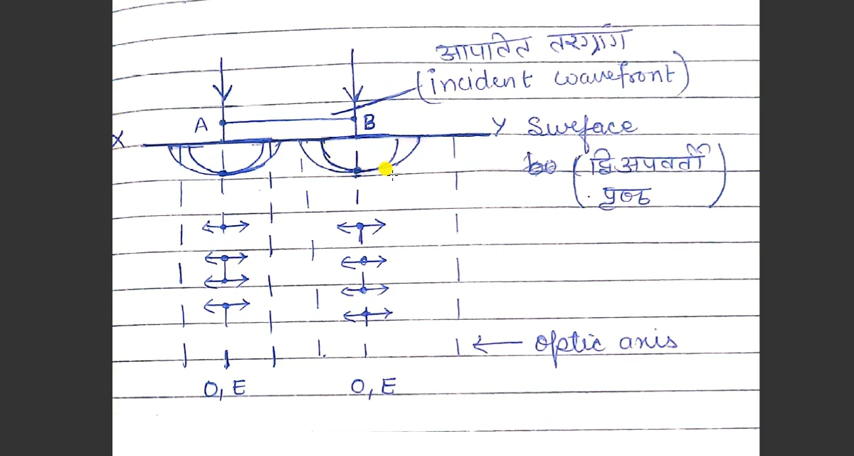 आपतित तरंगाग्र
(incident wavefront)
A
B
X
Y Surface
(द्वि अपवर्ती
पृष्ठ)
← optic axis
O, E
O, E